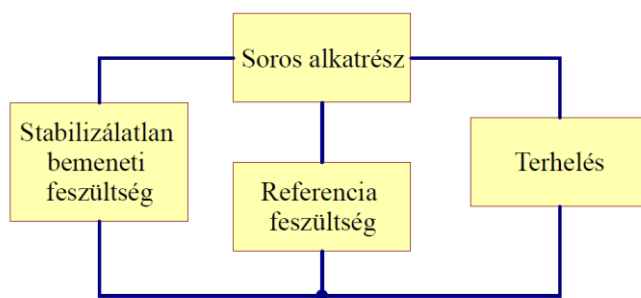 Soros alkatrész
Stabilizálatlan
bemeneti
feszültség
Referencia
feszültség
Terhelés